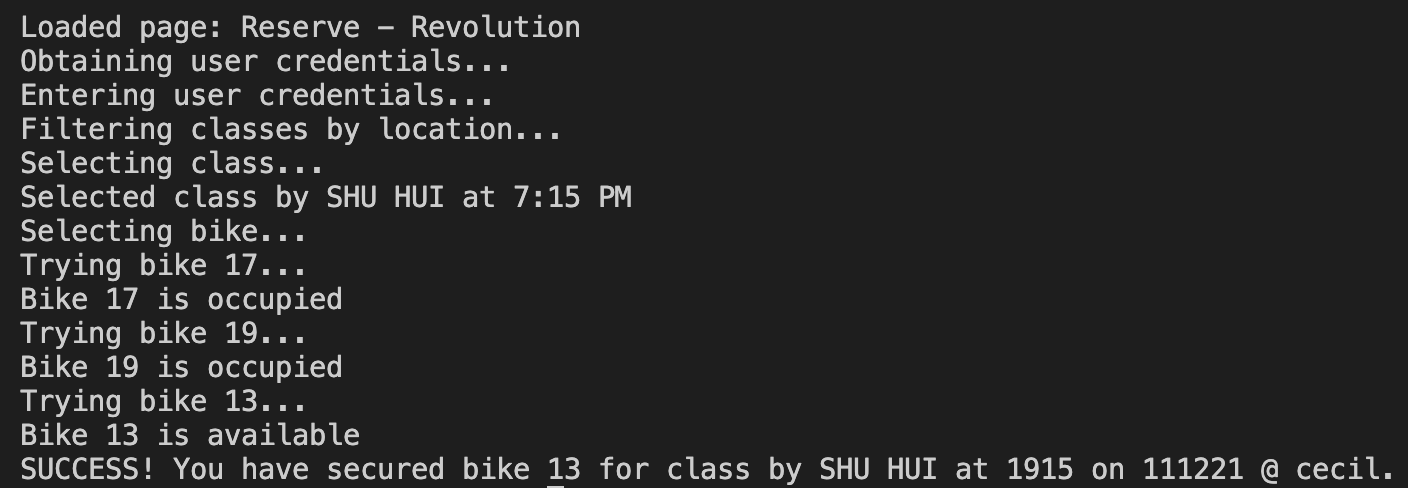 Loaded page: Reserve – Revolution
Obtaining user credentials...
Entering user credentials...
Filtering classes by location...
Selecting class...
Selected class by SHU HUI at 7:15 PM
Selecting bike...
Trying bike 17...
Bike 17 is occupied
Trying bike 19...
Bike 19 is occupied
Trying bike 13...
Bike 13 is available
SUCCESS! You have secured bike 13 for class by SHU HUI at 1915 on 111221 @ cecil.